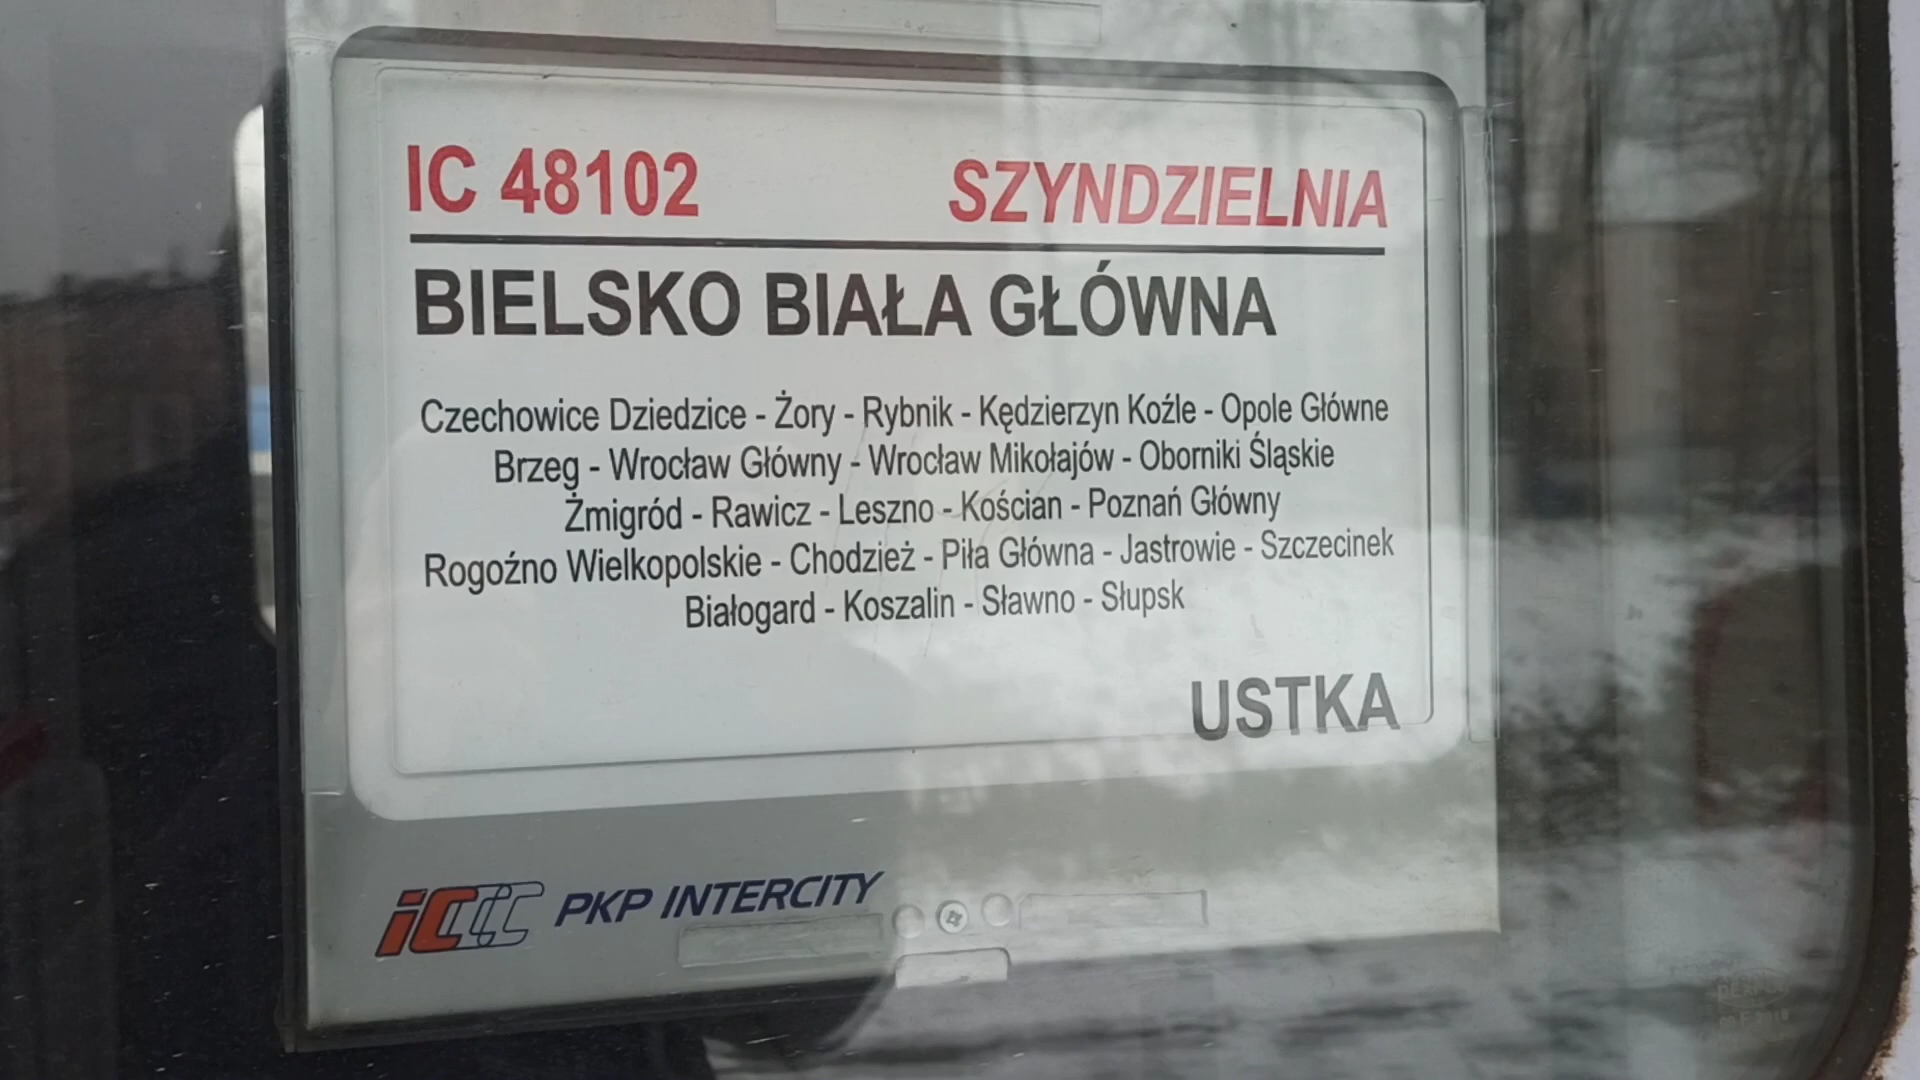 IC 48102 SZYNDZIELNIA
BIELSKO BIAŁA GŁÓWNA
Czechowice Dziedzice - Żory - Rybnik - Kędzierzyn Koźle - Opole Główne
Brzeg - Wrocław Główny - Wrocław Mikołajów - Oborniki Śląskie
Żmigród - Rawicz - Leszno - Kościan - Poznań Główny
Rogoźno Wielkopolskie - Chodzież - Piła Główna - Jastrowie - Szczecinek
Białogard - Koszalin - Sławno - Słupsk
USTKA
iC PKP INTERCITY